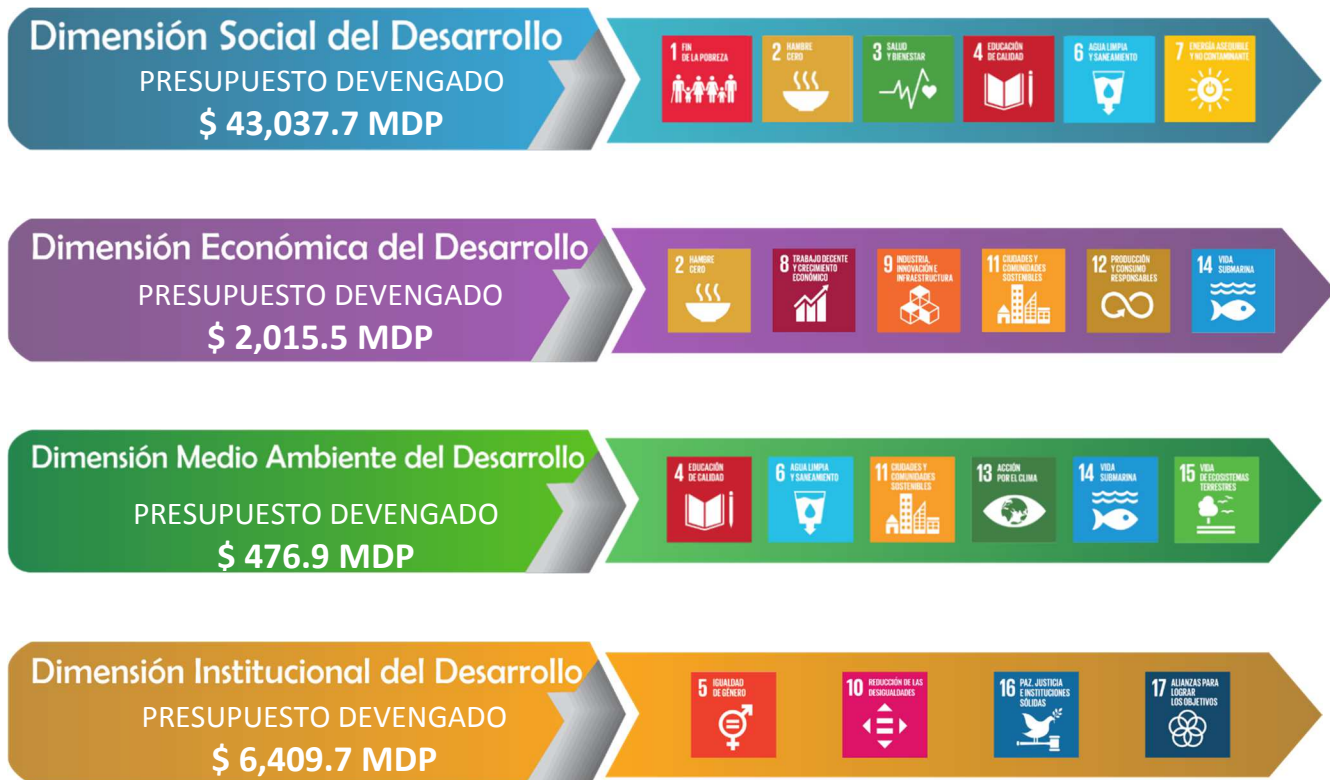 Dimensión Social del Desarrollo
PRESUPUESTO DEVENGADO
$ 43,037.7 MDP
1 FIN
DE LA POBREZA
2 HAMBRE
CERO
3 SALUD
Y BIENESTAR
4 EDUCACIÓN
DE CALIDAD
6 AGUA LIMPIA
Y SANEAMIENTO
7 ENERGÍA ASEQUIBLE
Y NO CONTAMINANTE
Dimensión Económica del Desarrollo
PRESUPUESTO DEVENGADO
$ 2,015.5 MDP
2 HAMBRE
CERO
8 TRABAJO DECENTE
Y CRECIMIENTO
ECONÓMICO
9 INDUSTRIA,
INNOVACIÓN E
INFRAESTRUCTURA
11 CIUDADES Y
COMUNIDADES
SOSTENIBLES
12 PRODUCCIÓN
Y CONSUMO
RESPONSABLES
14 VIDA
SUBMARINA
Dimensión Medio Ambiente del Desarrollo
PRESUPUESTO DEVENGADO
$ 476.9 MDP
4 EDUCACIÓN
DE CALIDAD
6 AGUA LIMPIA
Y SANEAMIENTO
11 CIUDADES Y
COMUNIDADES
SOSTENIBLES
13 ACCIÓN
POR EL CLIMA
14 VIDA
SUBMARINA
15 VIDA
DE ECOSISTEMAS
TERRESTRES
Dimensión Institucional del Desarrollo
PRESUPUESTO DEVENGADO
$ 6,409.7 MDP
5 IGUALDAD
DE GÉNERO
10 REDUCCIÓN DE LAS
DESIGUALDADES
16 PAZ, JUSTICIA
E INSTITUCIONES
SÓLIDAS
17 ALIANZAS PARA
LOGRAR
LOS OBJETIVOS